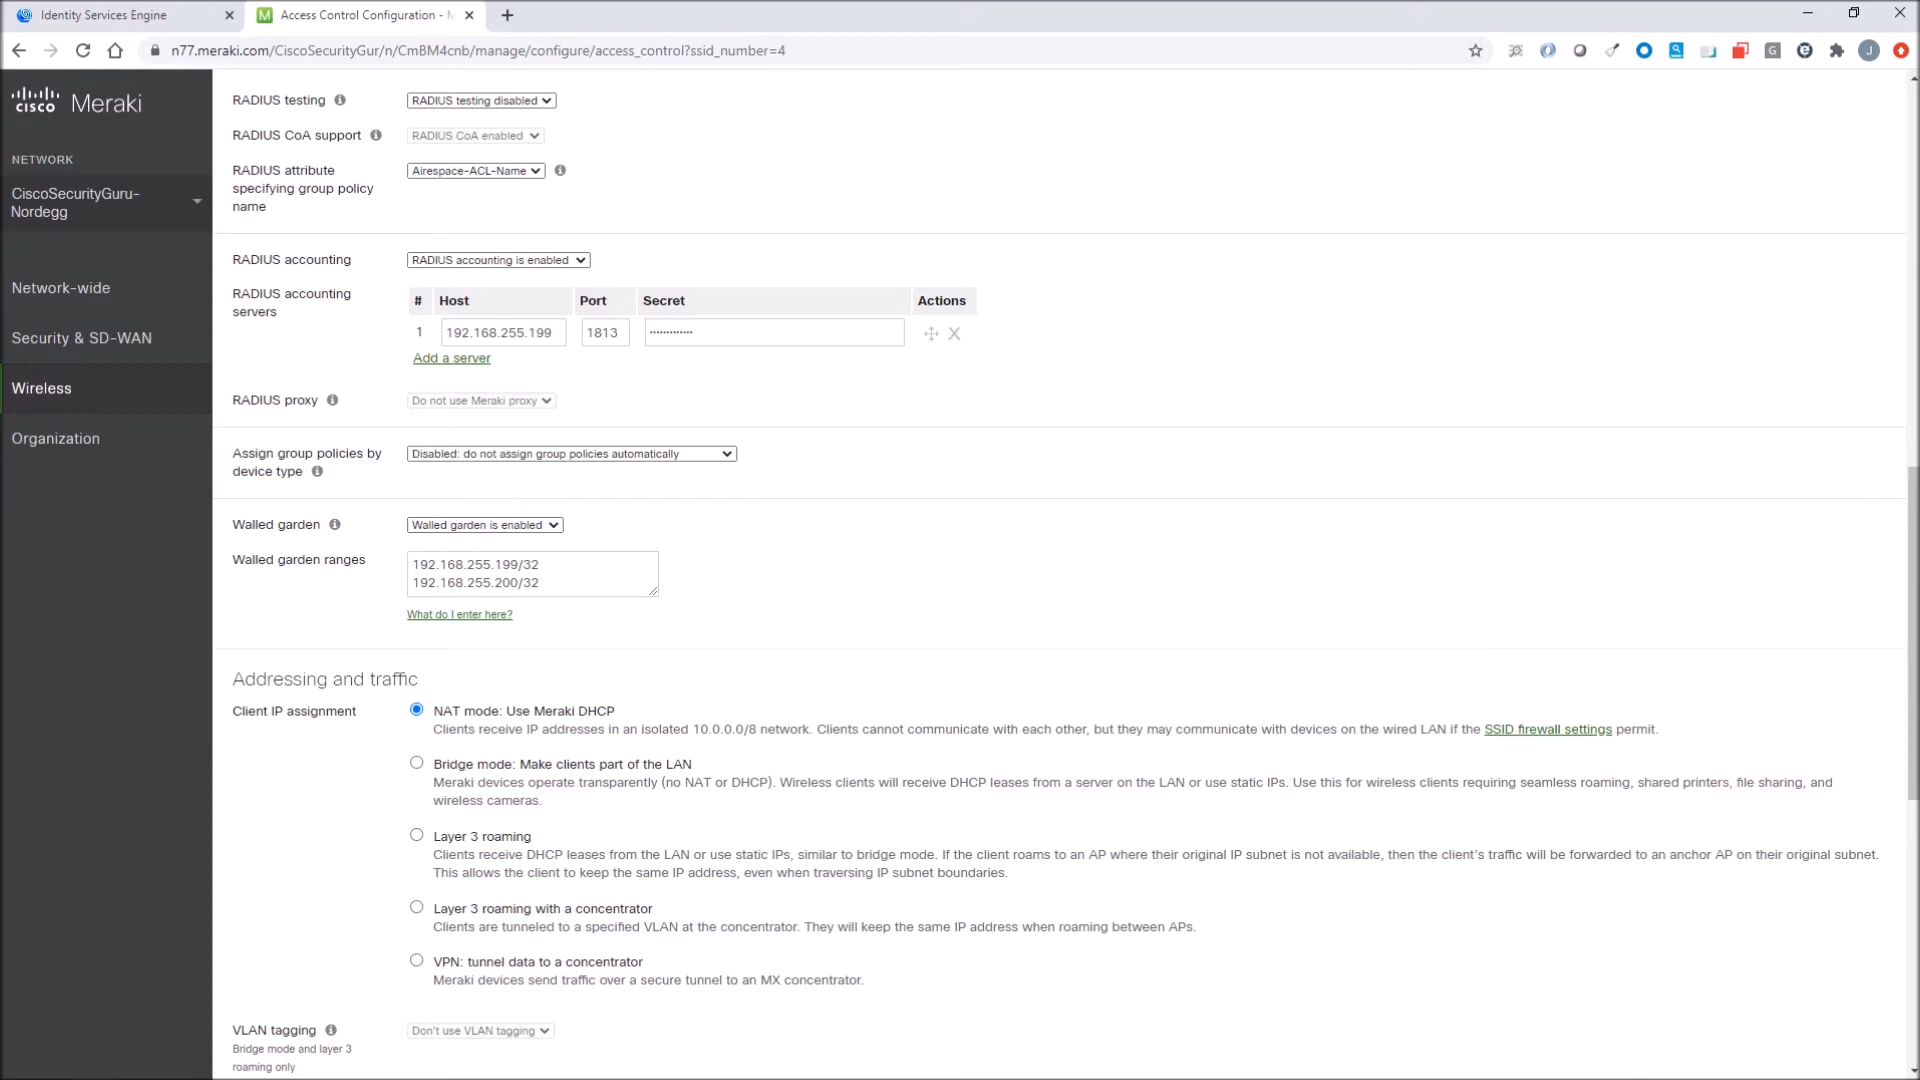 Identity Services Engine
Access Control Configuration - M
n77.meraki.com/CiscoSecurityGur/n/CmBM4cnb/manage/configure/access_control?ssid_number=4
J
G
cisco Meraki
NETWORK
CiscoSecurityGuru-
Nordegg
Network-wide
Security & SD-WAN
Wireless
Organization
RADIUS testing
RADIUS testing disabled
RADIUS CoA support
RADIUS CoA enabled
RADIUS attribute
specifying group policy
name
Airespace-ACL-Name
RADIUS accounting
RADIUS accounting is enabled
RADIUS accounting
servers
# Host Port Secret Actions
1 192.168.255.199 1813 •••••••••••••
Add a server
RADIUS proxy
Do not use Meraki proxy
Assign group policies by
device type
Disabled: do not assign group policies automatically
Walled garden
Walled garden is enabled
Walled garden ranges
192.168.255.199/32
192.168.255.200/32
What do I enter here?
Addressing and traffic
Client IP assignment
NAT mode: Use Meraki DHCP
Clients receive IP addresses in an isolated 10.0.0.0/8 network. Clients cannot communicate with each other, but they may communicate with devices on the wired LAN if the SSID firewall settings permit.
Bridge mode: Make clients part of the LAN
Meraki devices operate transparently (no NAT or DHCP). Wireless clients will receive DHCP leases from a server on the LAN or use static IPs. Use this for wireless clients requiring seamless roaming, shared printers, file sharing, and
wireless cameras.
Layer 3 roaming
Clients receive DHCP leases from the LAN or use static IPs, similar to bridge mode. If the client roams to an AP where their original IP subnet is not available, then the client's traffic will be forwarded to an anchor AP on their original subnet.
This allows the client to keep the same IP address, even when traversing IP subnet boundaries.
Layer 3 roaming with a concentrator
Clients are tunneled to a specified VLAN at the concentrator. They will keep the same IP address when roaming between APs.
VPN: tunnel data to a concentrator
Meraki devices send traffic over a secure tunnel to an MX concentrator.
VLAN tagging
Bridge mode and layer 3
roaming only
Don't use VLAN tagging